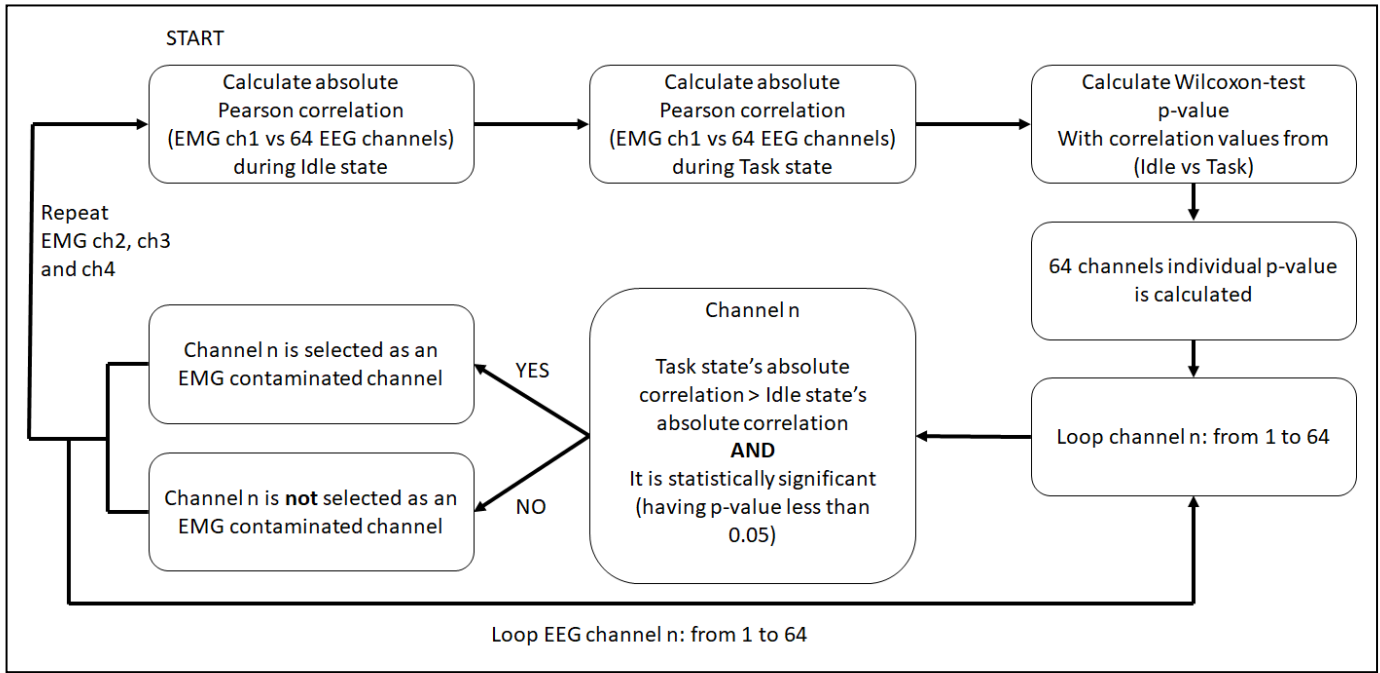 START
Calculate absolute
Pearson correlation
(EMG ch1 vs 64 EEG channels)
during Idle state
Calculate absolute
Pearson correlation
(EMG ch1 vs 64 EEG channels)
during Task state
Calculate Wilcoxon-test
p-value
With correlation values from
(Idle vs Task)
64 channels individual p-value
is calculated
Loop channel n: from 1 to 64
Channel n
Task state’s absolute
correlation > Idle state’s
absolute correlation
AND
It is statistically significant
(having p-value less than
0.05)
YES
NO
Channel n is selected as an
EMG contaminated channel
Channel n is not selected as an
EMG contaminated channel
Repeat
EMG ch2, ch3
and ch4
Loop EEG channel n: from 1 to 64